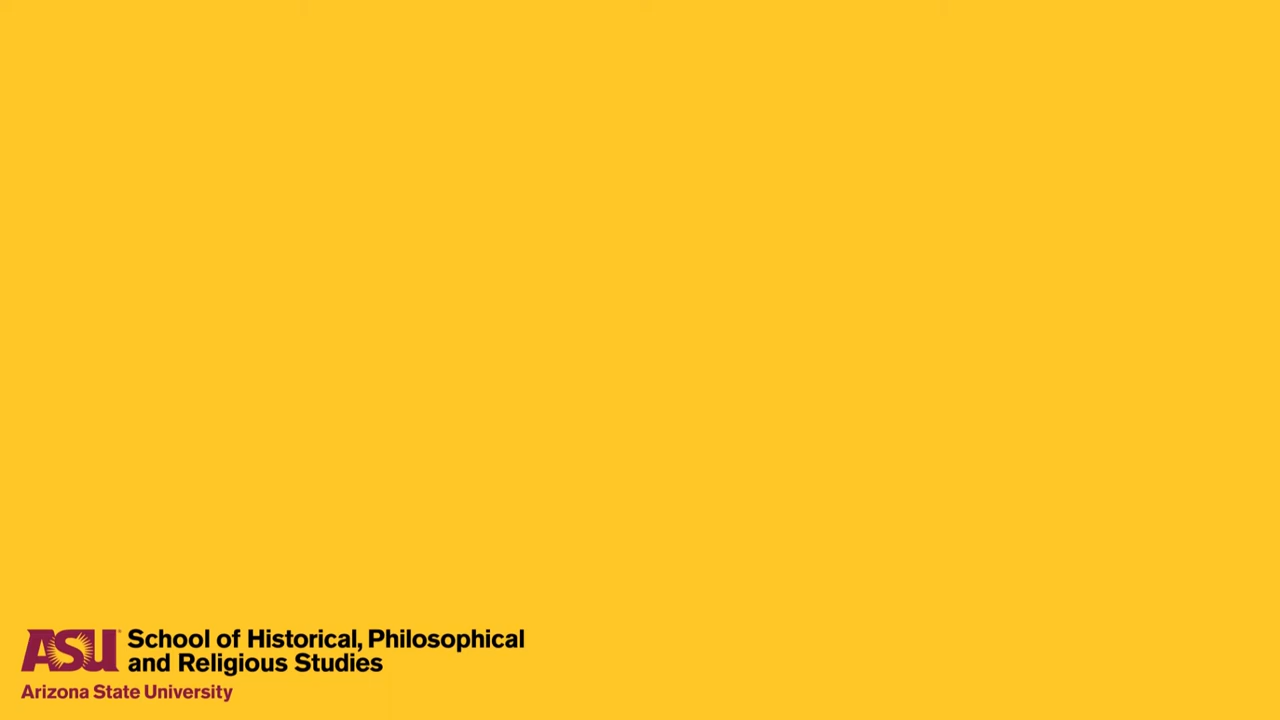 ASU School of Historical, Philosophical
and Religious Studies
Arizona State University